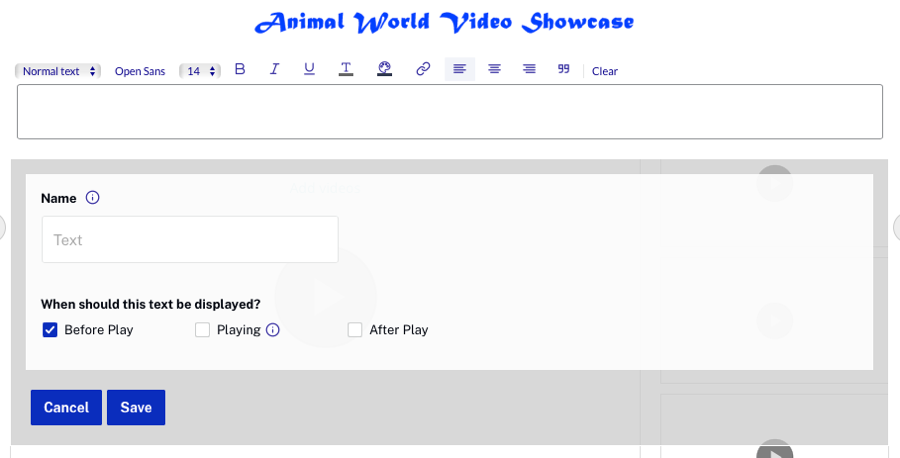 Animal World Video Showcase
Normal text Open Sans 14 B I U T Clear
Name
Text
When should this text be displayed?
Before Play Playing After Play
Cancel Save